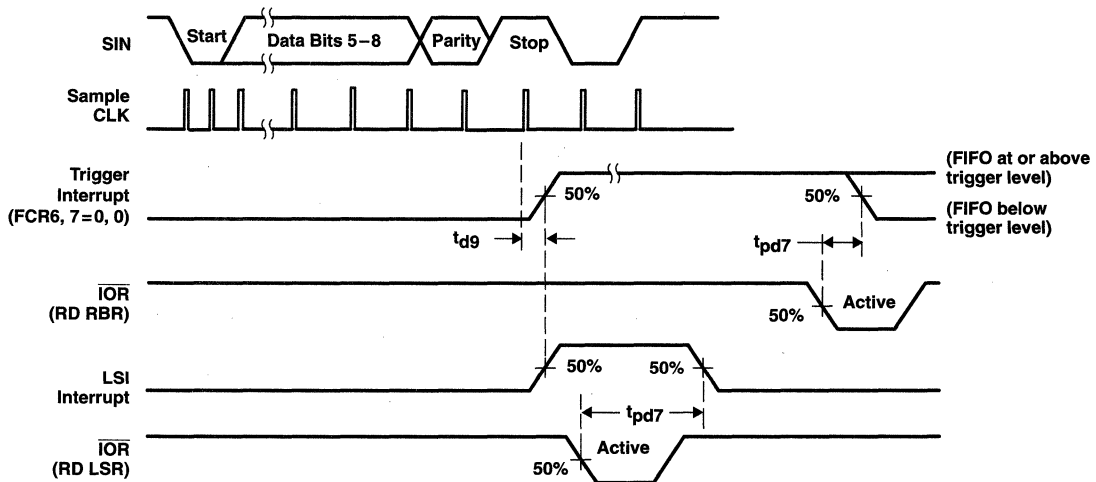 SIN
Start
Data Bits 5–8
Parity
Stop
Sample
CLK
Trigger
Interrupt
(FCR6, 7=0, 0)
50%
50%
(FIFO at or above
trigger level)
(FIFO below
trigger level)
td9
tpd7
IOR
(RD RBR)
50%
Active
LSI
Interrupt
50%
50%
tpd7
IOR
(RD LSR)
50%
Active